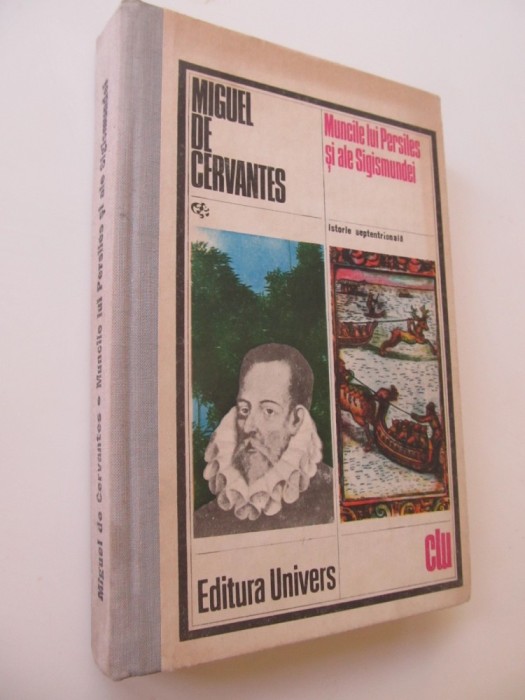 MIGUEL
DE
CERVANTES
Muncile lui Persiles
și ale Sigismundei
istorie septentrională
Editura Univers
clu
Miguel de Cervantes • Muncile lui Persiles și ale Sigismundei